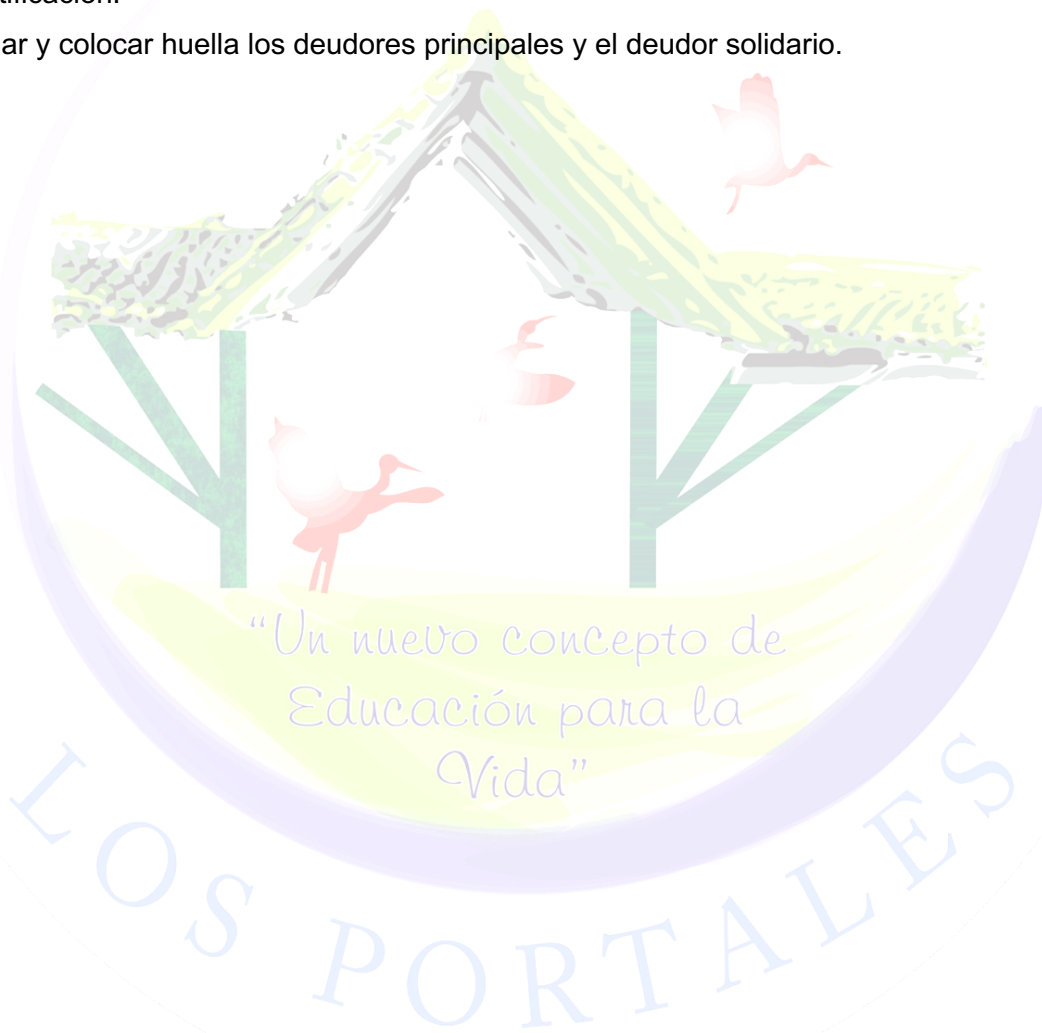 ar y colocar huella los deudores principales y el deudor solidario.
“Un nuevo concepto de
Educación para la
Vida”
LOS PORTALES